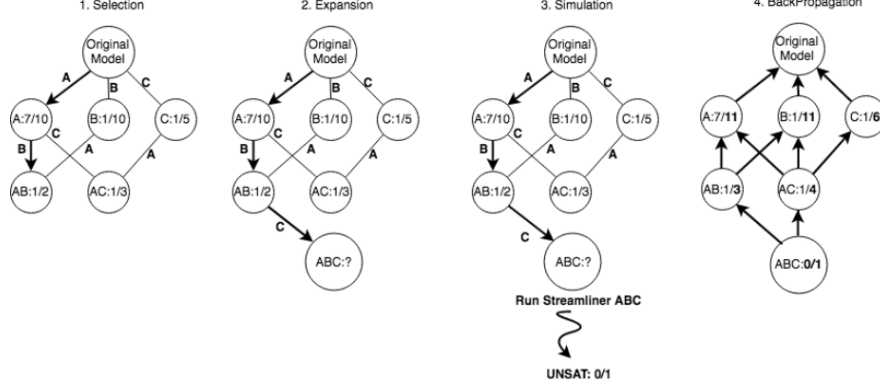 1. Selection
Original
Model
A
B
C
A:7/10
B:1/10
C:1/5
C
B
A
A
AB:1/2
AC:1/3
2. Expansion
Original
Model
A
B
C
A:7/10
B:1/10
C:1/5
C
B
A
A
AB:1/2
AC:1/3
C
ABC:?
3. Simulation
Original
Model
A
B
C
A:7/10
B:1/10
C:1/5
C
B
A
A
AB:1/2
AC:1/3
C
ABC:?
Run Streamliner ABC
UNSAT: 0/1
4. BackPropagation
Original
Model
A:7/11
B:1/11
C:1/6
AB:1/3
AC:1/4
ABC:0/1